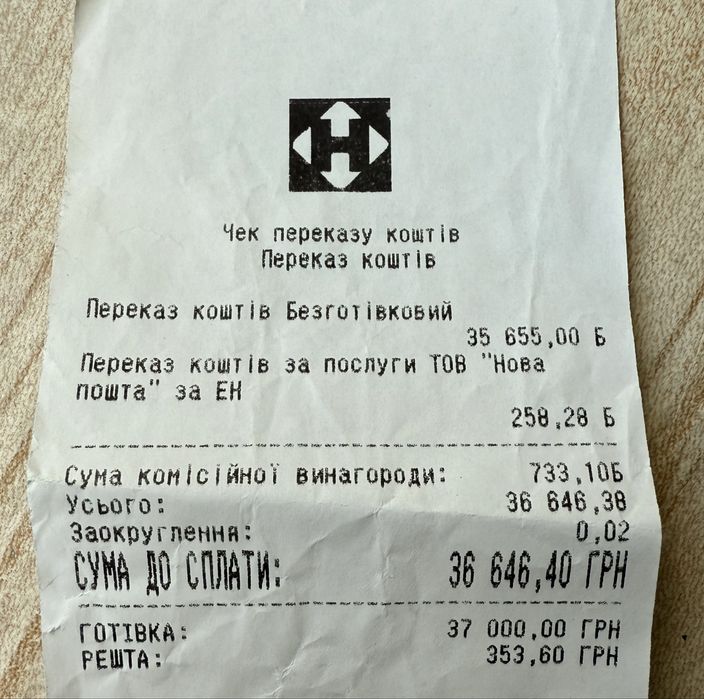 Н
Чек переказу коштів
Переказ коштів
Переказ коштів Безготівковий
35 655,00 Б
Переказ коштів за послуги ТОВ "Нова
пошта" за ЕН
258,28 Б
Сума комісійної винагороди: 733,10Б
Усього: 36 646,38
Заокруглення: 0,02
СУМА ДО СПЛАТИ: 36 646,40 ГРН
ГОТІВКА: 37 000,00 ГРН
РЕШТА: 353,60 ГРН